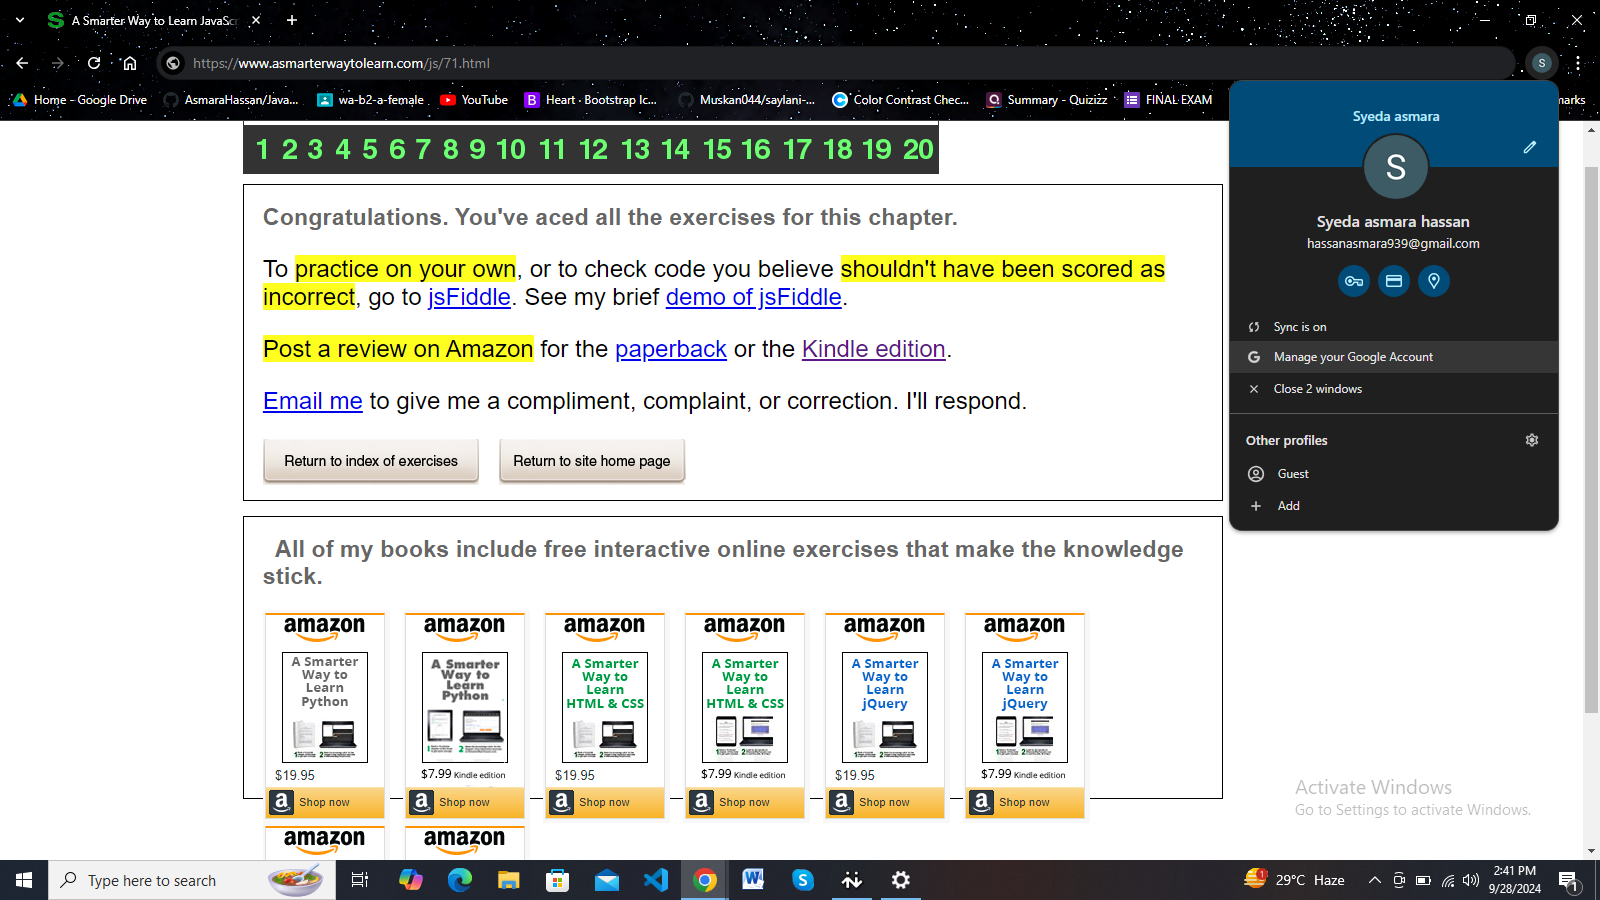 A Smarter Way to Learn JavaSc
https://www.asmarterwaytolearn.com/js/71.html
S
Home - Google Drive
AsmaraHassan/Java...
wa-b2-a-female
YouTube
Heart · Bootstrap Ic...
Muskan044/saylani-...
Color Contrast Chec...
Summary - Quizizz
FINAL EXAM
marks
1 2 3 4 5 6 7 8 9 10 11 12 13 14 15 16 17 18 19 20
Congratulations. You've aced all the exercises for this chapter.
To practice on your own, or to check code you believe shouldn't have been scored as
incorrect, go to jsFiddle. See my brief demo of jsFiddle.
Post a review on Amazon for the paperback or the Kindle edition.
Email me to give me a compliment, complaint, or correction. I'll respond.
Return to index of exercises
Return to site home page
Syeda asmara
S
Syeda asmara hassan
hassanasmara939@gmail.com
Sync is on
Manage your Google Account
Close 2 windows
Other profiles
Guest
Add
All of my books include free interactive online exercises that make the knowledge
stick.
amazon
A Smarter
Way to
Learn
Python
$19.95
Shop now
amazon
A Smarter
Way to
Learn
Python
$7.99 Kindle edition
Shop now
amazon
A Smarter
Way to
Learn
HTML & CSS
$19.95
Shop now
amazon
A Smarter
Way to
Learn
HTML & CSS
$7.99 Kindle edition
Shop now
amazon
A Smarter
Way to
Learn
jQuery
$19.95
Shop now
amazon
A Smarter
Way to
Learn
jQuery
$7.99 Kindle edition
Shop now
amazon
amazon
Activate Windows
Go to Settings to activate Windows.
Type here to search
1
29°C Haze
2:41 PM
9/28/2024
1